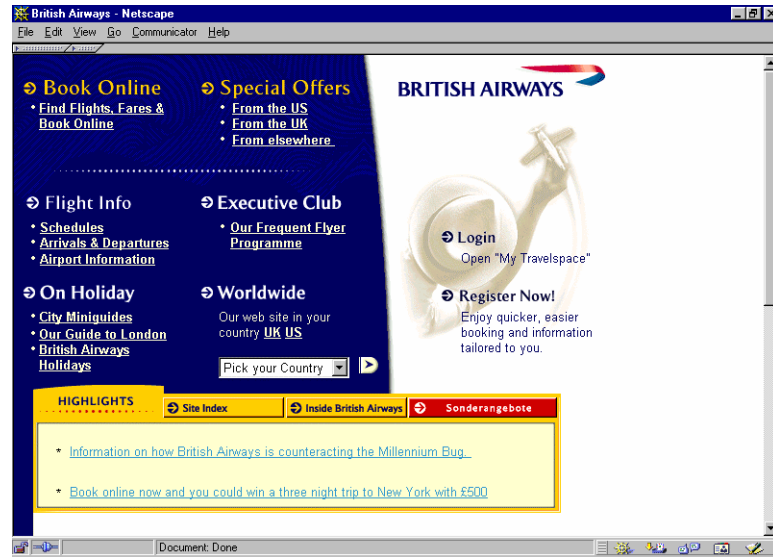 British Airways - Netscape
File Edit View Go Communicator Help
Book Online
• Find Flights, Fares &
Book Online
Special Offers
• From the US
• From the UK
• From elsewhere
BRITISH AIRWAYS
Flight Info
• Schedules
• Arrivals & Departures
• Airport Information
Executive Club
• Our Frequent Flyer
Programme
Login
Open "My Travelspace"
On Holiday
• City Miniguides
• Our Guide to London
• British Airways
Holidays
Worldwide
Our web site in your
country UK US
Pick your Country
Register Now!
Enjoy quicker, easier
booking and information
tailored to you.
HIGHLIGHTS
Site Index
Inside British Airways
Sonderangebote
* Information on how British Airways is counteracting the Millennium Bug.
* Book online now and you could win a three night trip to New York with £500
Document: Done